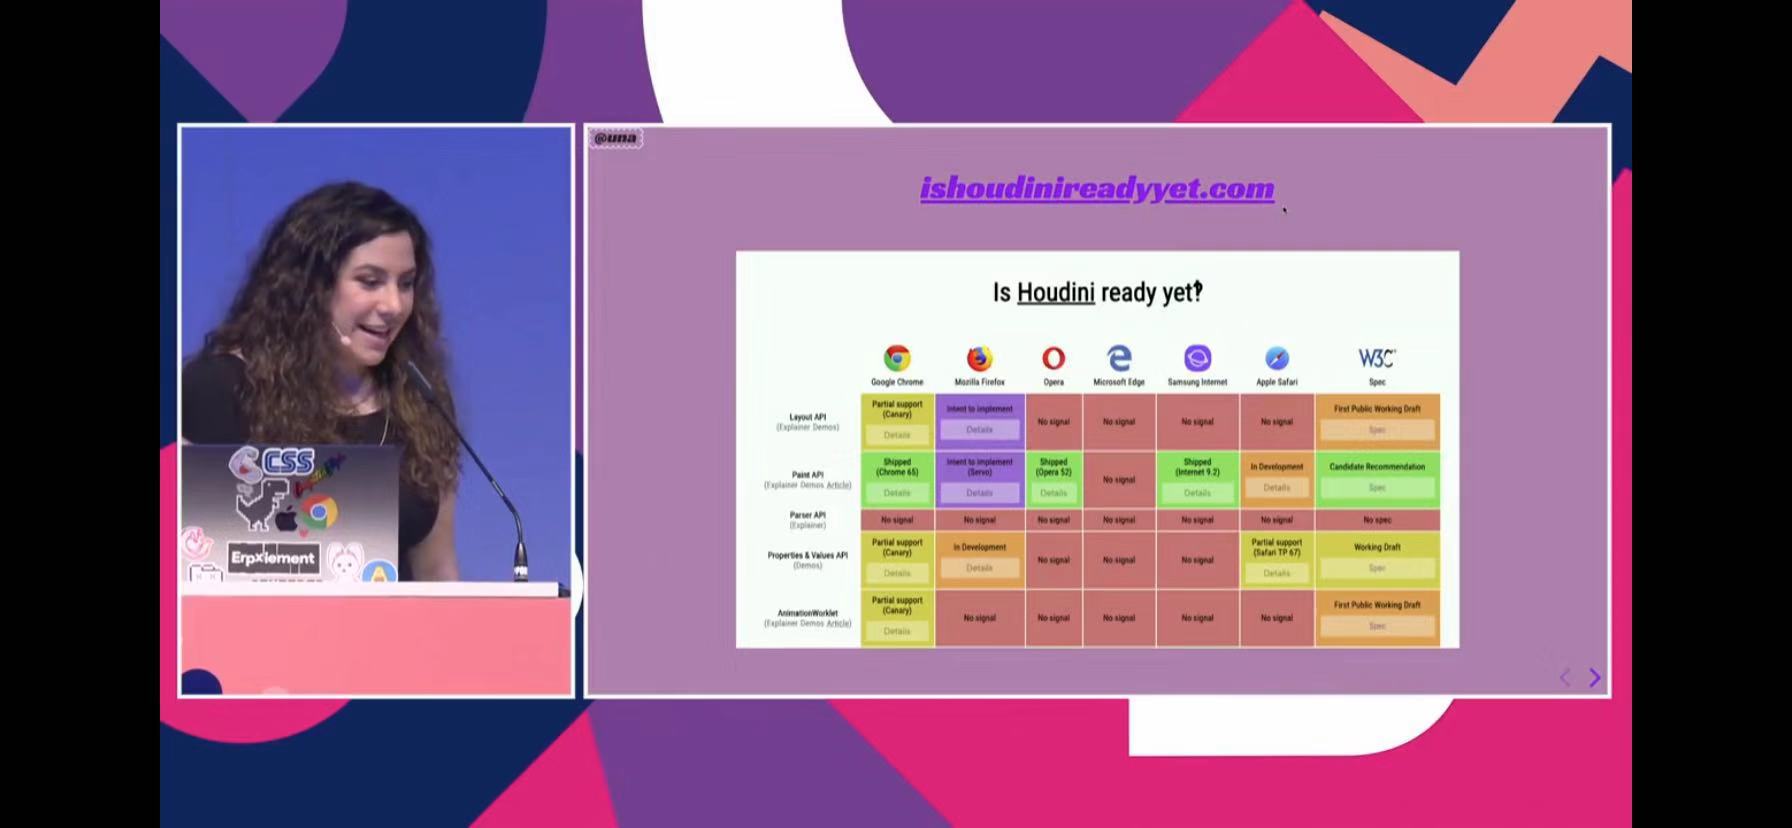 @una
ishoudinireadyyet.com
Is Houdini ready yet‽
Google Chrome Mozilla Firefox Opera Microsoft Edge Samsung Internet Apple Safari W3C Spec
Layout API
(Explainer Demos)
Partial support (Canary) Details
Intent to implement Details
No signal
No signal
No signal
No signal
First Public Working Draft Spec
Paint API
(Explainer Demos Article)
Shipped (Chrome 65) Details
Intent to implement (Servo) Details
Shipped (Opera 52) Details
No signal
Shipped (Internet 9.2) Details
In Development Details
Candidate Recommendation Spec
Parser API
(Explainer)
No signal
No signal
No signal
No signal
No signal
No signal
No spec
Properties & Values API
(Demos)
Partial support (Canary) Details
In Development Details
No signal
No signal
No signal
Partial support (Safari TP 67) Details
Working Draft Spec
AnimationWorklet
(Explainer Demos Article)
Partial support (Canary) Details
No signal
No signal
No signal
No signal
No signal
First Public Working Draft Spec
CSS
Erpxlement